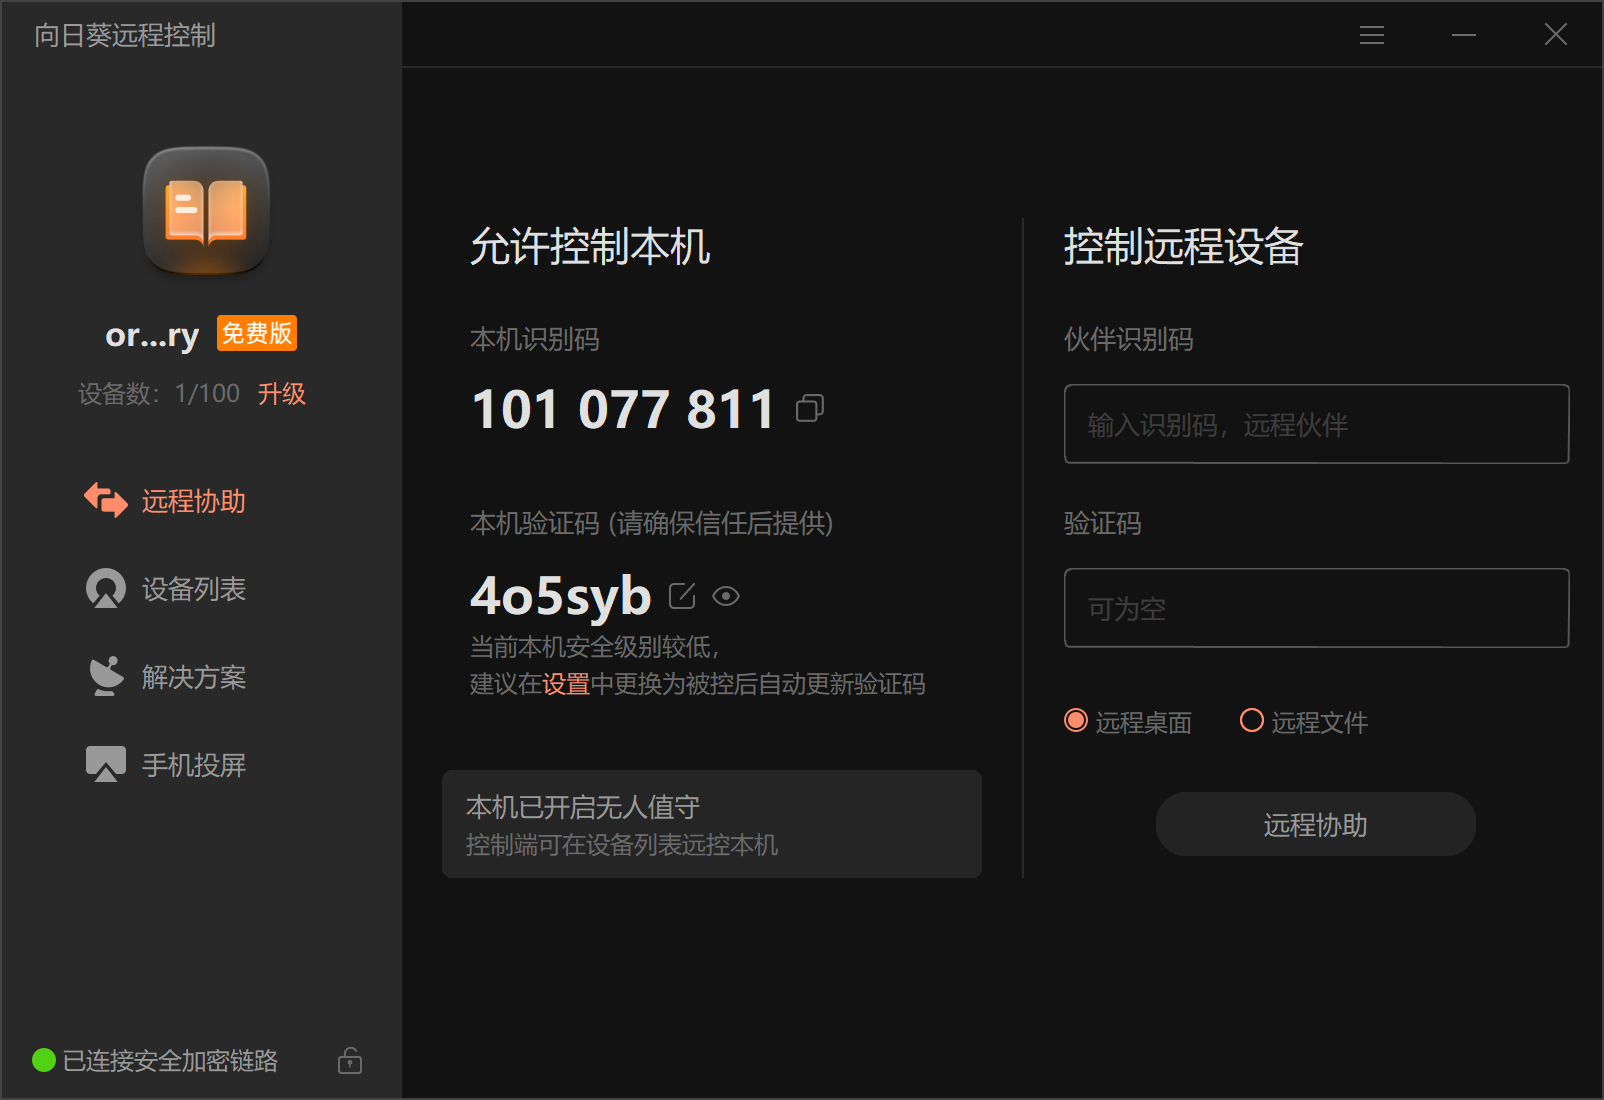 向日葵远程控制
or...ry 免费版
设备数：1/100 升级
远程协助
设备列表
解决方案
手机投屏
已连接安全加密链路
允许控制本机
本机识别码
101 077 811
本机验证码 (请确保信任后提供)
4o5syb
当前本机安全级别较低，
建议在设置中更换为被控后自动更新验证码
本机已开启无人值守
控制端可在设备列表远控本机
控制远程设备
伙伴识别码
输入识别码，远程伙伴
验证码
可为空
远程桌面 远程文件
远程协助